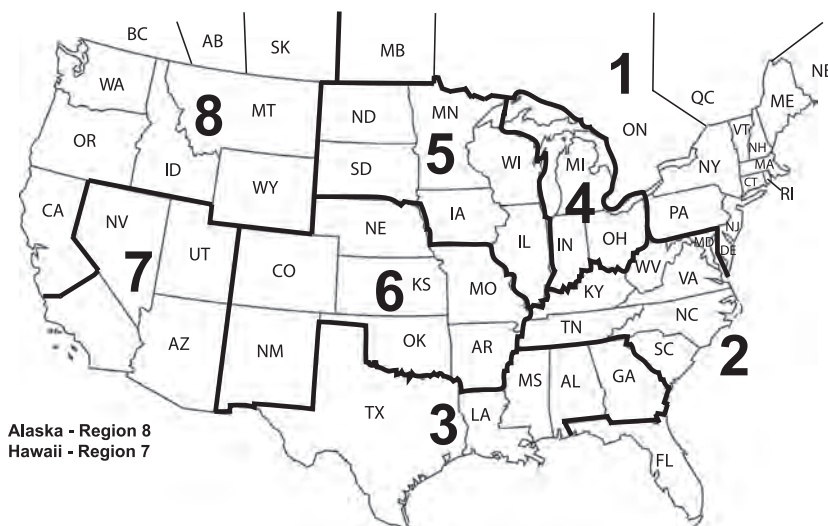 BC
AB
SK
MB
1
NB
WA
MT
ND
MN
QC
ME
8
ON
VT
NH
OR
5
WI
MI
NY
MA
ID
SD
CT
RI
WY
4
PA
CA
NV
IA
NJ
NE
IL
IN
OH
MD
DE
UT
CO
WV
7
KS
MO
VA
6
KY
NC
TN
AZ
OK
AR
SC
NM
2
MS
AL
GA
TX
LA
3
Alaska - Region 8
Hawaii - Region 7
FL